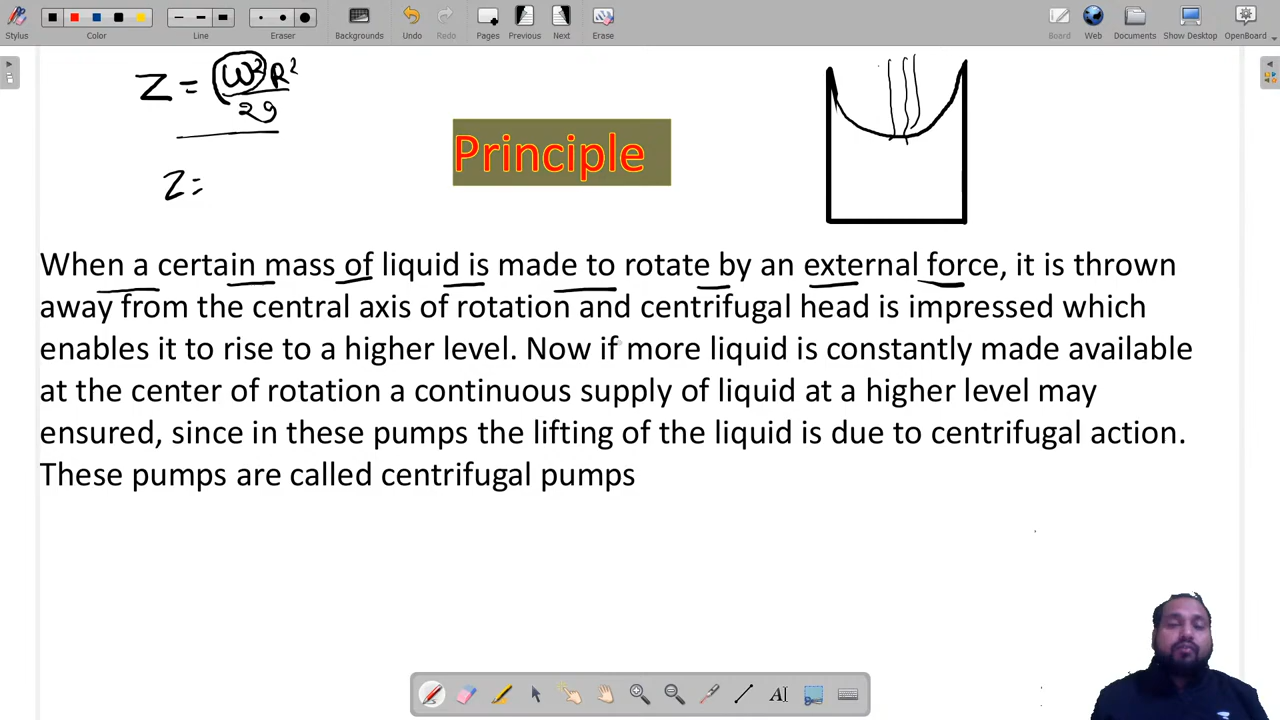 Stylus
Color
Line
Eraser
Backgrounds
Undo
Redo
Pages
Previous
Next
Erase
Board
Web
Documents
Show Desktop
OpenBoard
Z = ω²R²
2g
Z =
Principle
When a certain mass of liquid is made to rotate by an external force, it is thrown
away from the central axis of rotation and centrifugal head is impressed which
enables it to rise to a higher level. Now if more liquid is constantly made available
at the center of rotation a continuous supply of liquid at a higher level may
ensured, since in these pumps the lifting of the liquid is due to centrifugal action.
These pumps are called centrifugal pumps